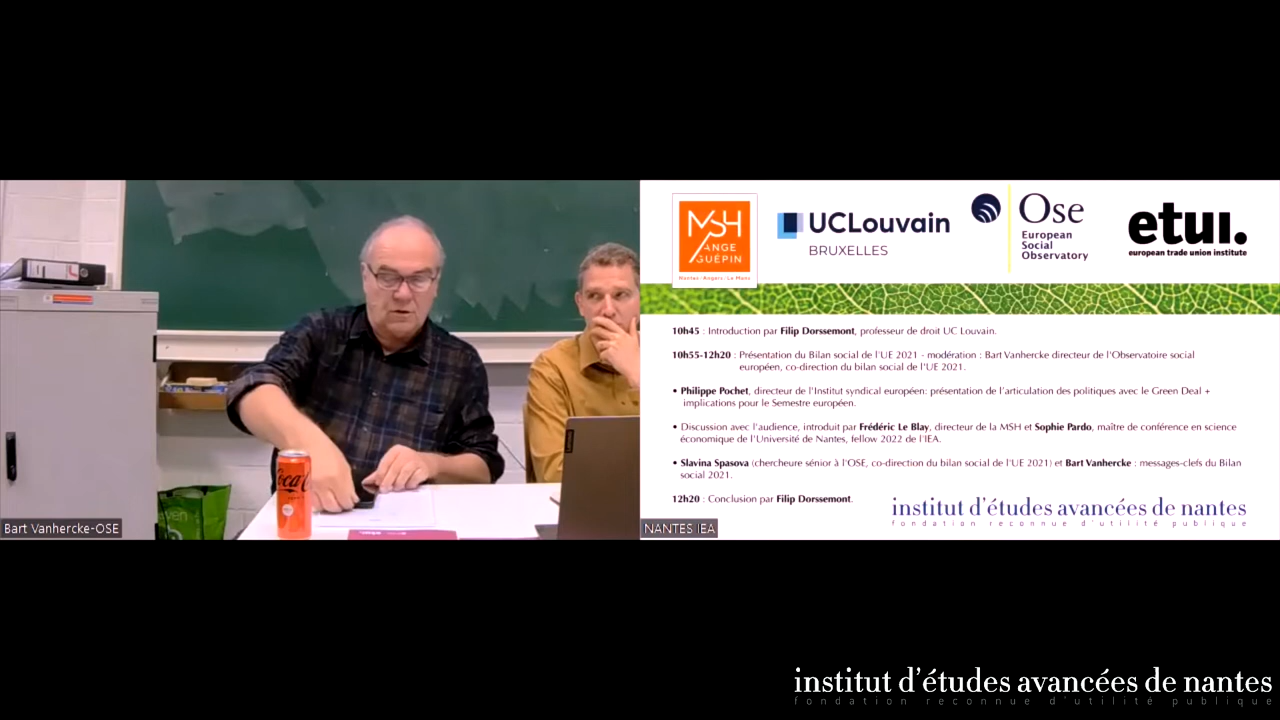 Coca-C
even
Bart Vanhercke-OSE
MSH
ANGE
GUÉPIN
Nantes · Angers · Le Mans
UCLouvain
BRUXELLES
Ose
European
Social
Observatory
etui.
european trade union institute
10h45 : Introduction par Filip Dorssemont, professeur de droit UC Louvain.
10h55-12h20 : Présentation du Bilan social de l'UE 2021 - modération : Bart Vanhercke directeur de l'Observatoire social
européen, co-direction du bilan social de l'UE 2021.
• Philippe Pochet, directeur de l'Institut syndical européen: présentation de l'articulation des politiques avec le Green Deal +
implications pour le Semestre européen.
• Discussion avec l'audience, introduit par Frédéric Le Blay, directeur de la MSH et Sophie Pardo, maître de conférence en science
économique de l'Université de Nantes, fellow 2022 de l'IEA.
• Slavina Spasova (chercheure sénior à l'OSE, co-direction du bilan social de l'UE 2021) et Bart Vanhercke : messages-clefs du Bilan
social 2021.
12h20 : Conclusion par Filip Dorssemont.
institut d'études avancées de nantes
fondation reconnue d'utilité publique
NANTES IEA
institut d'études avancées de nantes
fondation reconnue d'utilité publique